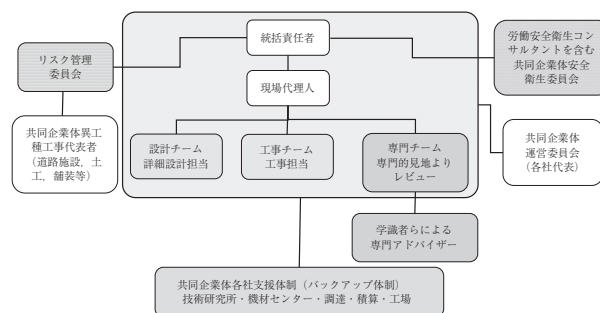 統括責任者
リスク管理
委員会
労働安全衛生コン
サルタントを含む
共同企業体安全
衛生委員会
現場代理人
共同企業体異工
種工事代表者
（道路施設，土
工，舗装等）
設計チーム
詳細設計担当
工事チーム
工事担当
専門チーム
専門的見地より
レビュー
共同企業体
運営委員会
（各社代表）
学識者らによる
専門アドバイザー
共同企業体各社支援体制（バックアップ体制）
技術研究所・機材センター・調達・積算・工場